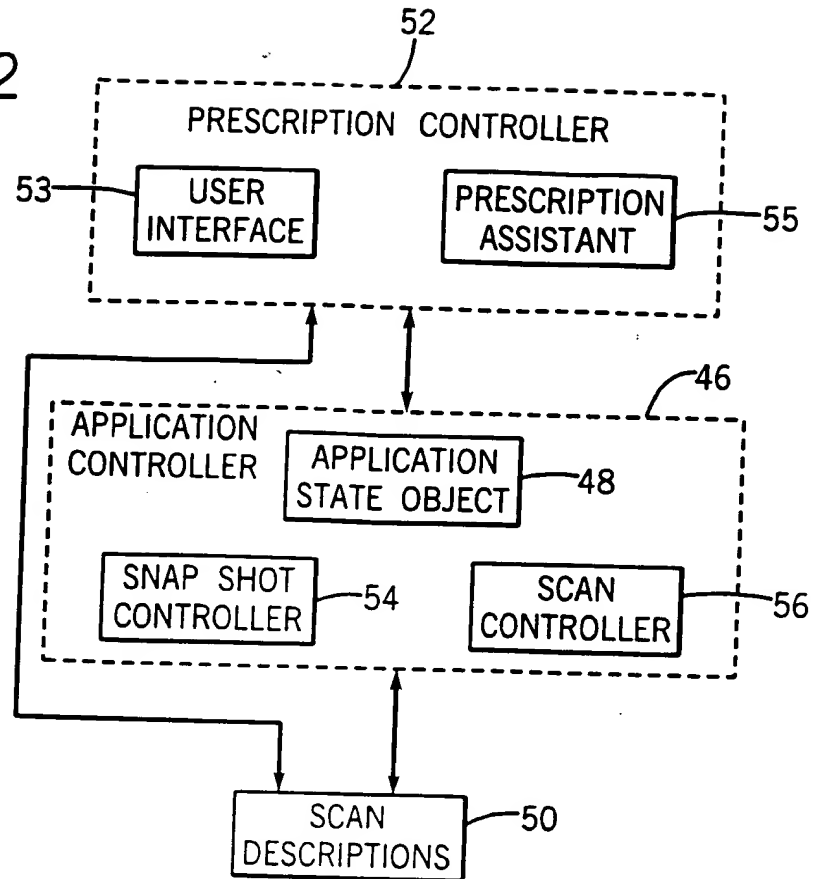 52
2
PRESCRIPTION CONTROLLER
53
USER
INTERFACE
PRESCRIPTION
ASSISTANT
55
46
APPLICATION
CONTROLLER
APPLICATION
STATE OBJECT
48
SNAP SHOT
CONTROLLER
54
SCAN
CONTROLLER
56
SCAN
DESCRIPTIONS
50